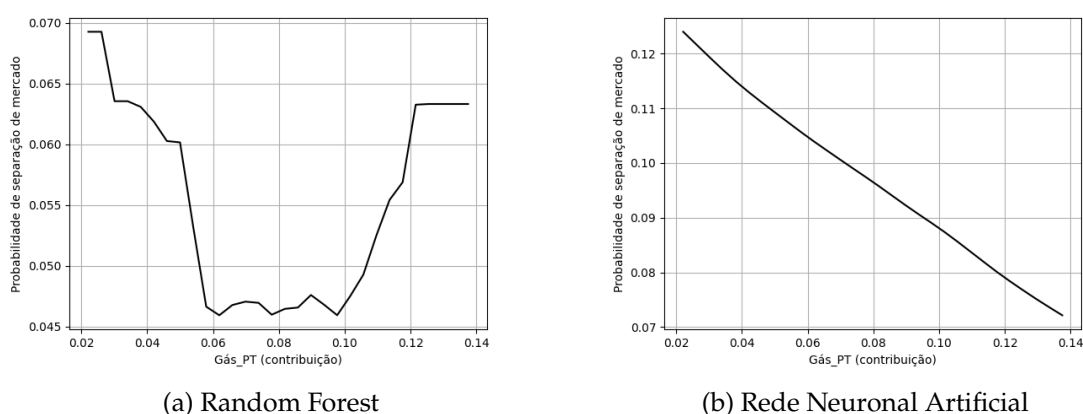 0.070
0.065
0.060
0.055
0.050
0.045
Probabilidade de separação de mercado
0.02 0.04 0.06 0.08 0.10 0.12 0.14
Gás_PT (contribuição)
(a) Random Forest
0.12
0.11
0.10
0.09
0.08
0.07
Probabilidade de separação de mercado
0.02 0.04 0.06 0.08 0.10 0.12 0.14
Gás_PT (contribuição)
(b) Rede Neuronal Artificial